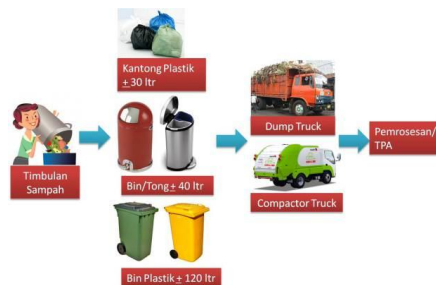 Kantong Plastik
+ 30 ltr
Timbulan
Sampah
Bin/Tong + 40 ltr
Bin Plastik + 120 ltr
Dump Truck
Compactor Truck
Pemrosesan/
TPA